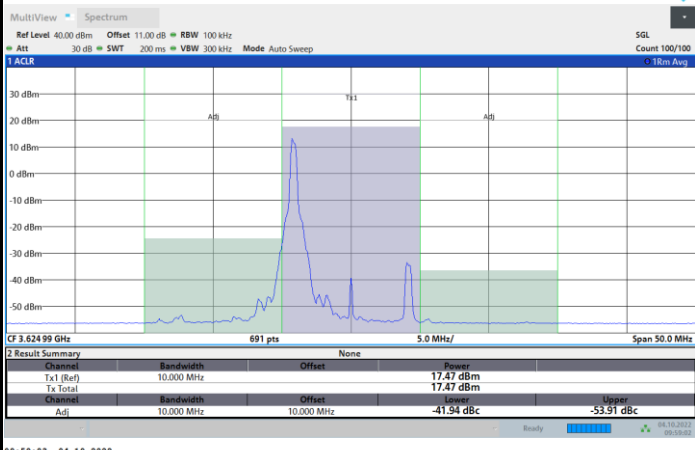 MultiView Spectrum
Ref Level 40.00 dBm Offset 11.00 dB RBW 100 kHz SGL
Att 30 dB SWT 200 ms VBW 300 kHz Mode Auto Sweep Count 100/100
1 ACLR 1Rm Avg
30 dBm
Tx1
20 dBm
Adj Adj
10 dBm
0 dBm
-10 dBm
-20 dBm
-30 dBm
-40 dBm
-50 dBm
CF 3.624 99 GHz 691 pts 5.0 MHz/ Span 50.0 MHz
2 Result Summary None
Channel Bandwidth Offset Power
Tx1 (Ref) 10.000 MHz 17.47 dBm
Tx Total 17.47 dBm
Channel Bandwidth Offset Lower Upper
Adj 10.000 MHz 10.000 MHz -41.94 dBc -53.91 dBc
Ready 04.10.2022
09:50:02